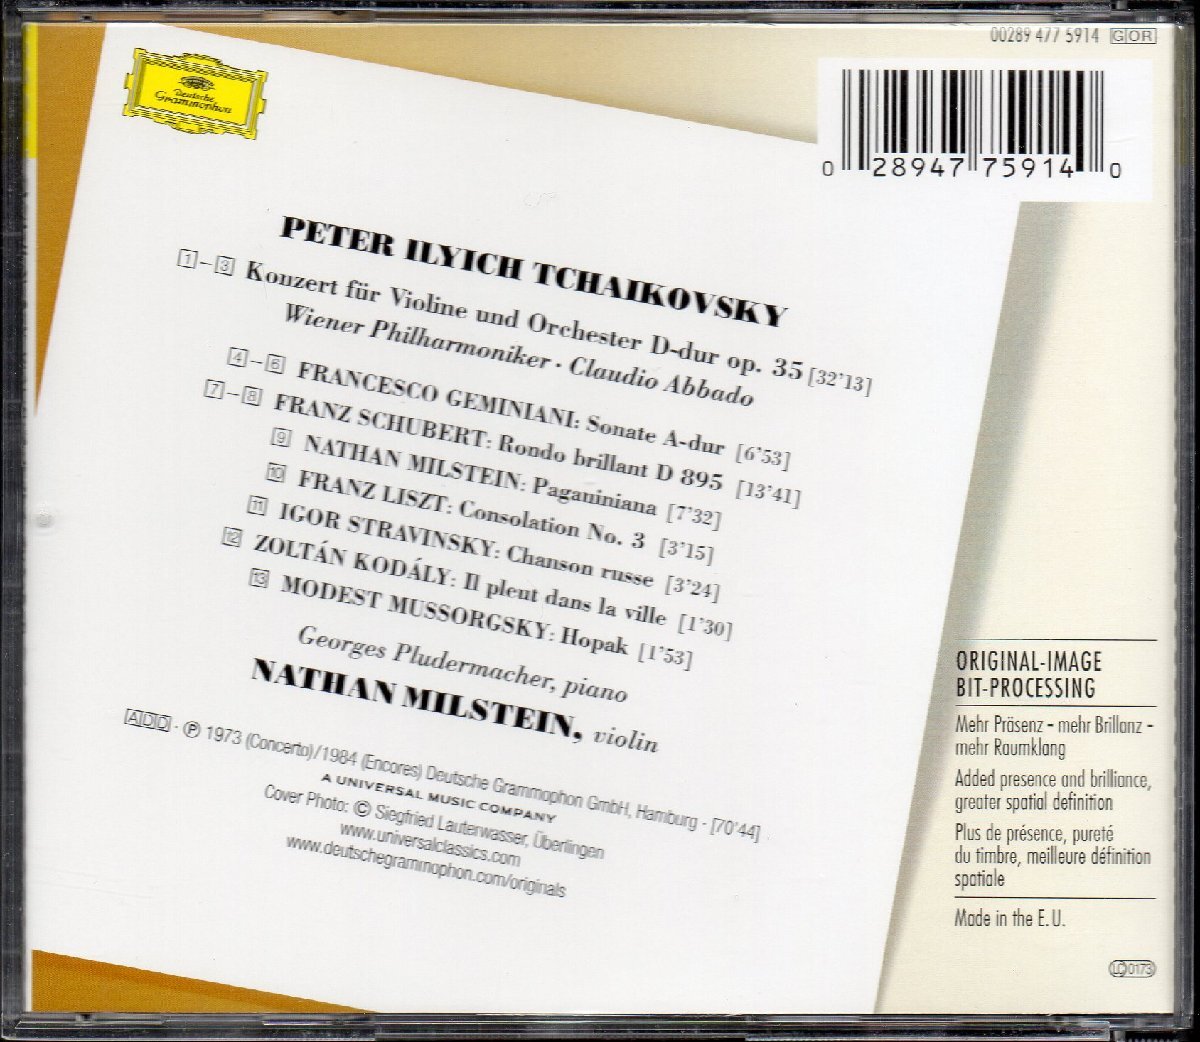 00289 477 5914 GOR
Deutsche
Grammophon
0 28947 75914 0
PETER ILYICH TCHAIKOVSKY
1–3 Konzert für Violine und Orchester D-dur op. 35 [32'13]
Wiener Philharmoniker · Claudio Abbado
4–6 FRANCESCO GEMINIANI: Sonate A-dur [6'53]
7–8 FRANZ SCHUBERT: Rondo brillant D 895 [13'41]
9 NATHAN MILSTEIN: Paganiniana [7'32]
10 FRANZ LISZT: Consolation No. 3 [3'15]
11 IGOR STRAVINSKY: Chanson russe [3'24]
12 ZOLTÁN KODÁLY: Il pleut dans la ville [1'30]
13 MODEST MUSSORGSKY: Hopak [1'53]
Georges Pludermacher, piano
NATHAN MILSTEIN, violin
ADD · ℗ 1973 (Concerto)/1984 (Encores) Deutsche Grammophon GmbH, Hamburg - [70'44]
A UNIVERSAL MUSIC COMPANY
Cover Photo: © Siegfried Lauterwasser, Überlingen
www.universalclassics.com
www.deutschegrammophon.com/originals
ORIGINAL-IMAGE
BIT-PROCESSING
Mehr Präsenz – mehr Brillanz –
mehr Raumklang
Added presence and brilliance,
greater spatial definition
Plus de présence, pureté
du timbre, meilleure définition
spatiale
Made in the E.U.
LC 0173